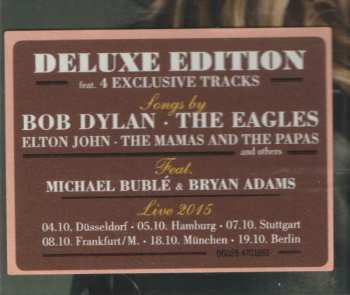 DELUXE EDITION
feat. 4 EXCLUSIVE TRACKS
Songs by
BOB DYLAN · THE EAGLES
ELTON JOHN · THE MAMAS AND THE PAPAS
and others
Feat.
MICHAEL BUBLÉ & BRYAN ADAMS
Live 2015
04.10. Düsseldorf · 05.10. Hamburg · 07.10. Stuttgart
08.10. Frankfurt/M. · 18.10. München · 19.10. Berlin